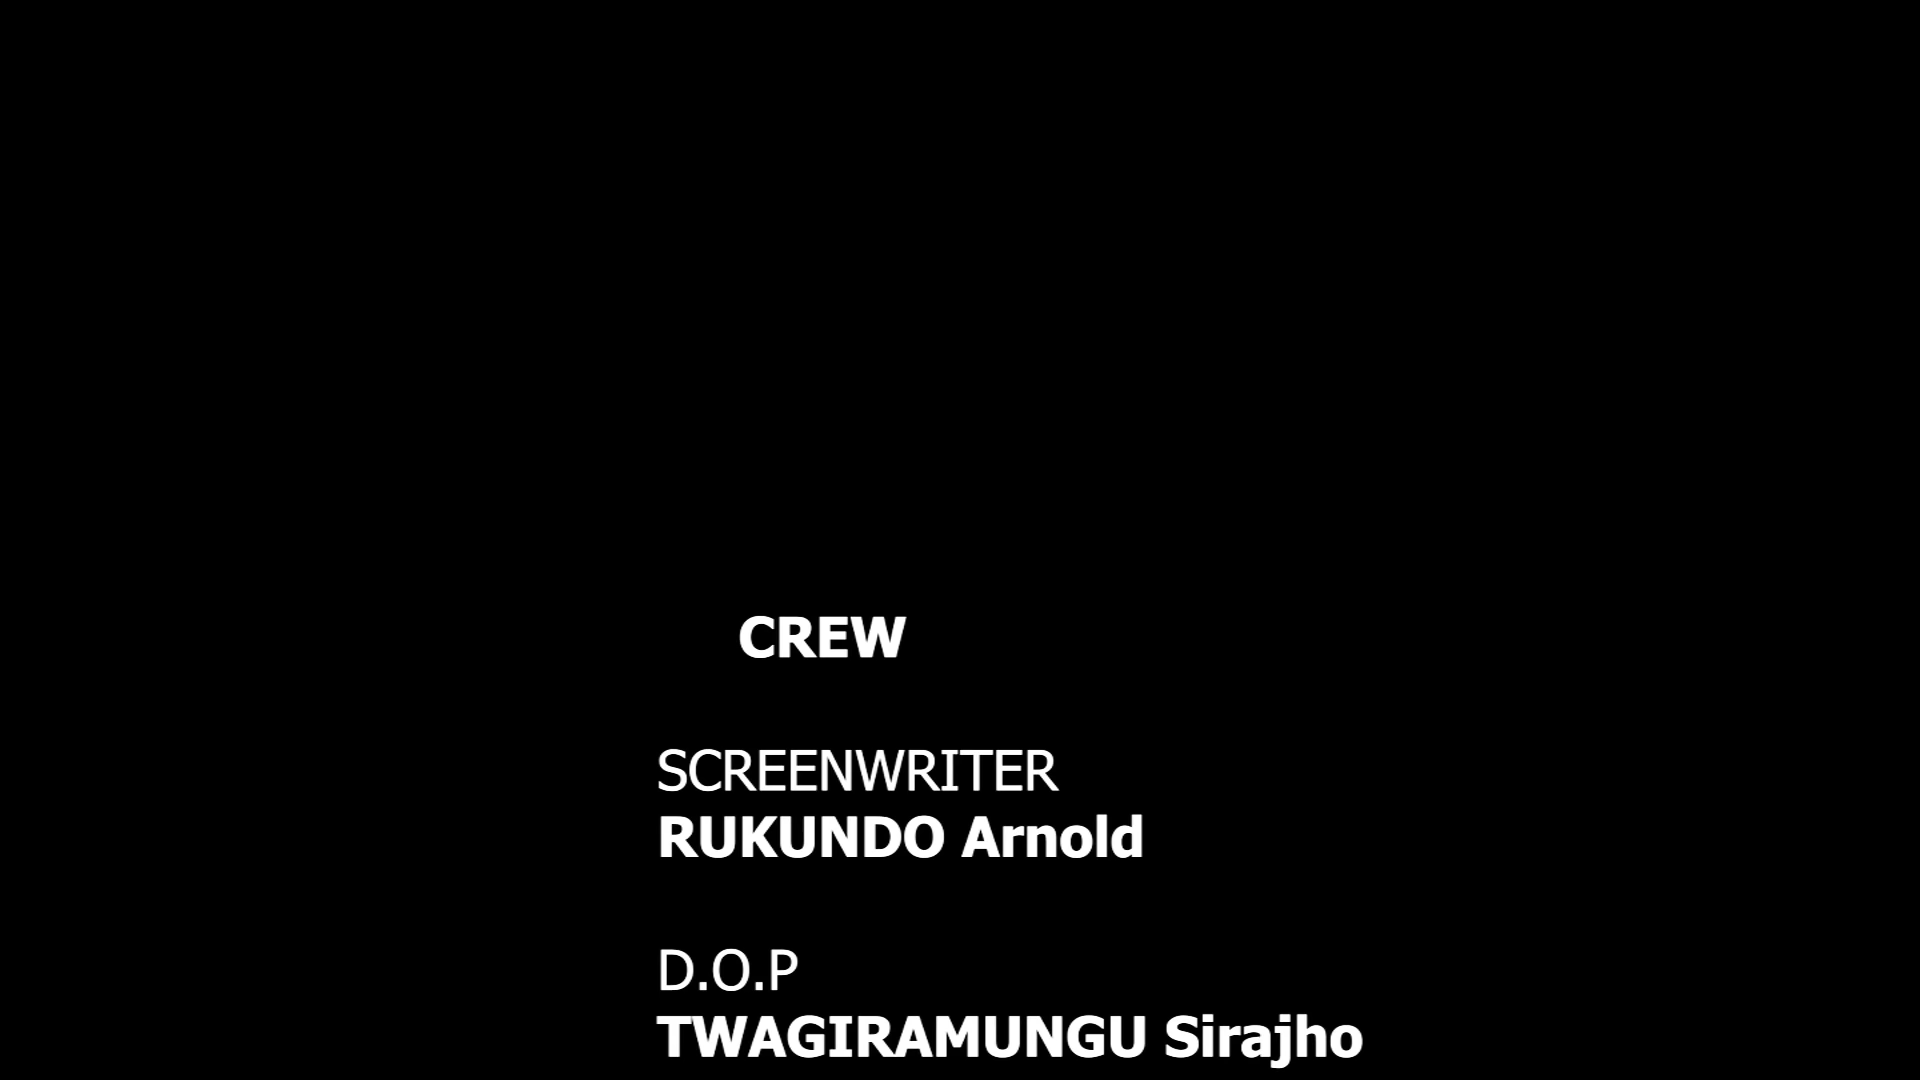 CREW
SCREENWRITER
RUKUNDO Arnold
D.O.P
TWAGIRAMUNGU Sirajho